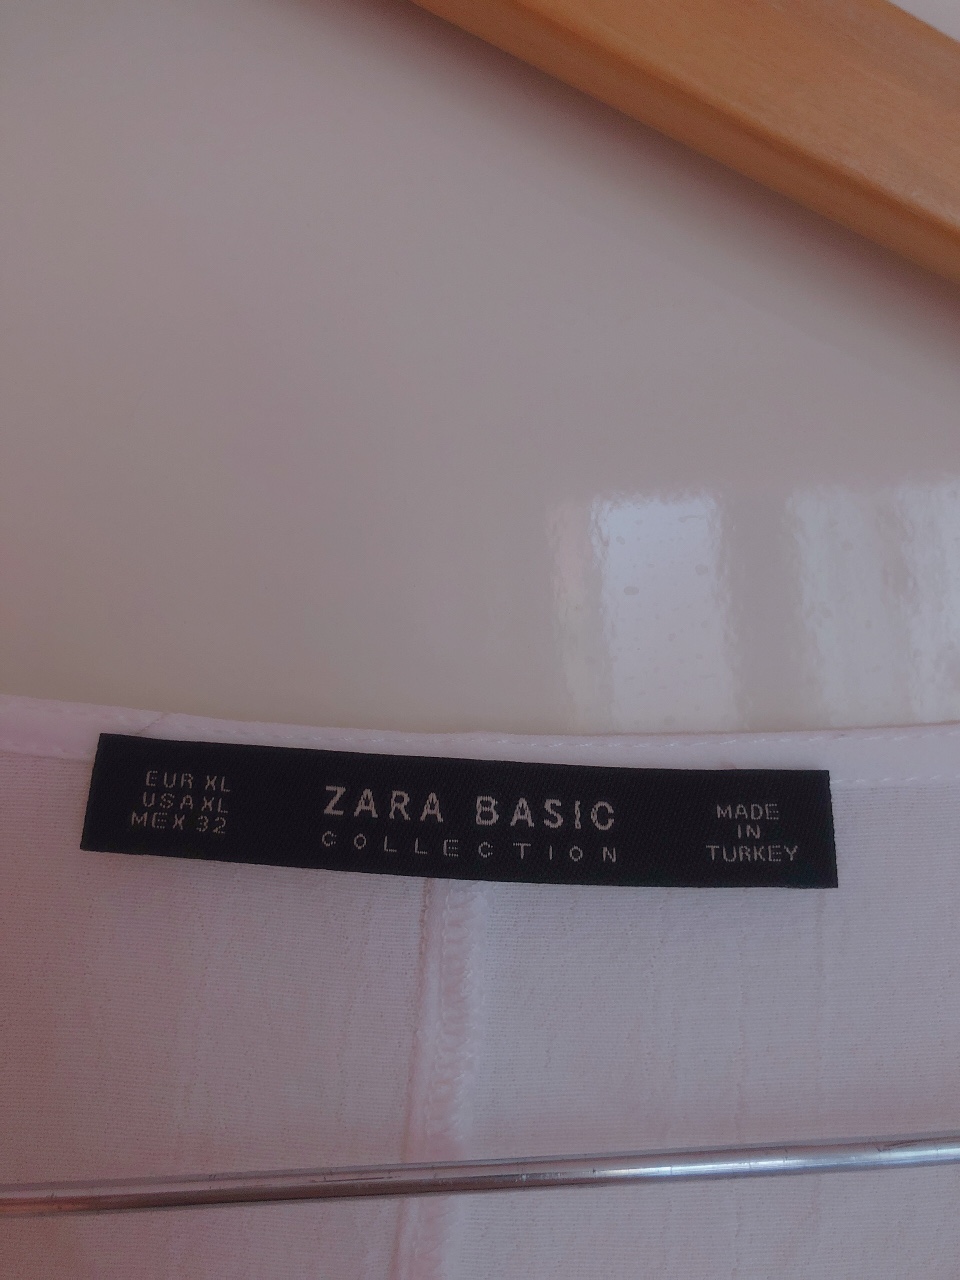 EUR XL
USA XL
MEX 32
ZARA BASIC
COLLECTION
MADE
IN
TURKEY